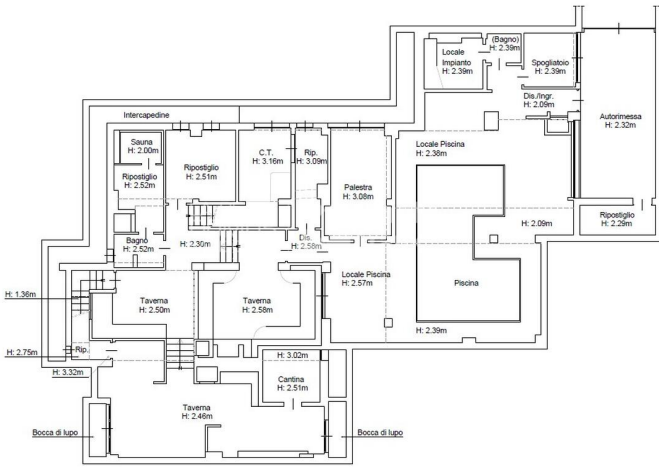 (Bagno)
H: 2.39m
Locale
Impianto
H: 2.39m
Spogliatoio
H: 2.39m
Dis./Ingr.
H: 2.09m
Autorimessa
H: 2.32m
Intercapedine
Sauna
H: 2.00m
Ripostiglio
H: 2.52m
Ripostiglio
H: 2.51m
C.T.
H: 3.16m
Rip.
H: 3.09m
Palestra
H: 3.08m
Locale Piscina
H: 2.38m
Ripostiglio
H: 2.29m
H: 2.09m
Bagno
H: 2.52m
H: 2.30m
Dis.
H: 2.58m
Locale Piscina
H: 2.57m
Piscina
H: 1.36m
Taverna
H: 2.50m
Taverna
H: 2.58m
H: 2.39m
H: 2.75m
Rip.
H: 3.32m
H: 3.02m
Cantina
H: 2.51m
Taverna
H: 2.46m
Bocca di lupo
Bocca di lupo